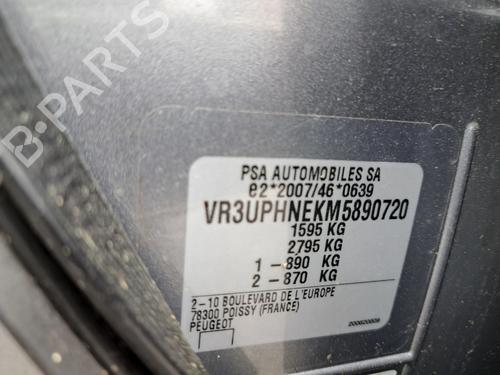 B-PARTS
PSA AUTOMOBILES SA
e2*2007/46*0639
VR3UPHNEKM5890720
1595 KG
2795 KG
1 - 890 KG
2 - 870 KG
2-10 BOULEVARD DE L'EUROPE
78300 POISSY (FRANCE)
PEUGEOT